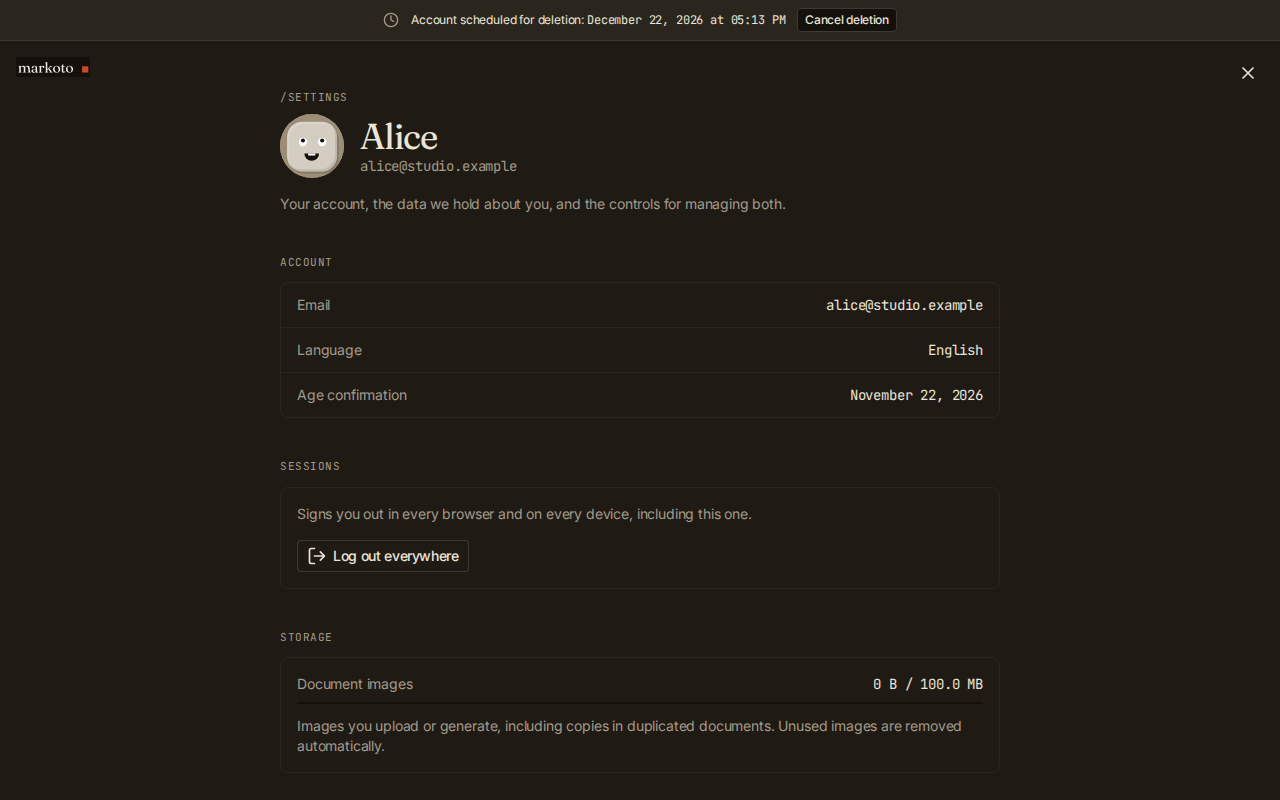 Account scheduled for deletion: December 22, 2026 at 05:13 PM Cancel deletion
markoto
/SETTINGS
Alice
alice@studio.example
Your account, the data we hold about you, and the controls for managing both.
ACCOUNT
Email alice@studio.example
Language English
Age confirmation November 22, 2026
SESSIONS
Signs you out in every browser and on every device, including this one.
Log out everywhere
STORAGE
Document images 0 B / 100.0 MB
Images you upload or generate, including copies in duplicated documents. Unused images are removed
automatically.